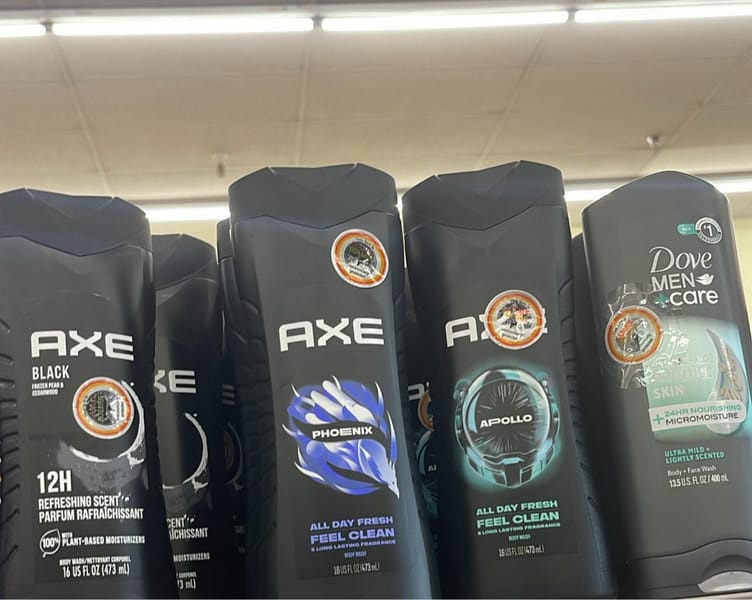 AXE
BLACK
FROZEN PEAR &
CEDARWOOD
12H
REFRESHING SCENT
PARFUM RAFRAÎCHISSANT
100% WITH
PLANT-BASED MOISTURIZERS
BODY WASH/NETTOYANT CORPOREL
16 US FL OZ (473 mL)
XE
CENT
AÎCHISSANT
MOISTURIZERS
AXE
PHOENIX
ALL DAY FRESH
FEEL CLEAN
& LONG LASTING FRAGRANCE
BODY WASH
16 US FL OZ (473 mL)
AXE
APOLLO
ALL DAY FRESH
FEEL CLEAN
& LONG LASTING FRAGRANCE
BODY WASH
16 US FL OZ (473 mL)
#1
Dove
MEN
+care
SKIN
+24HR NOURISHING
MICROMOISTURE
ULTRA MILD +
LIGHTLY SCENTED
Body + Face Wash
13.5 U.S. FL OZ / 400 mL